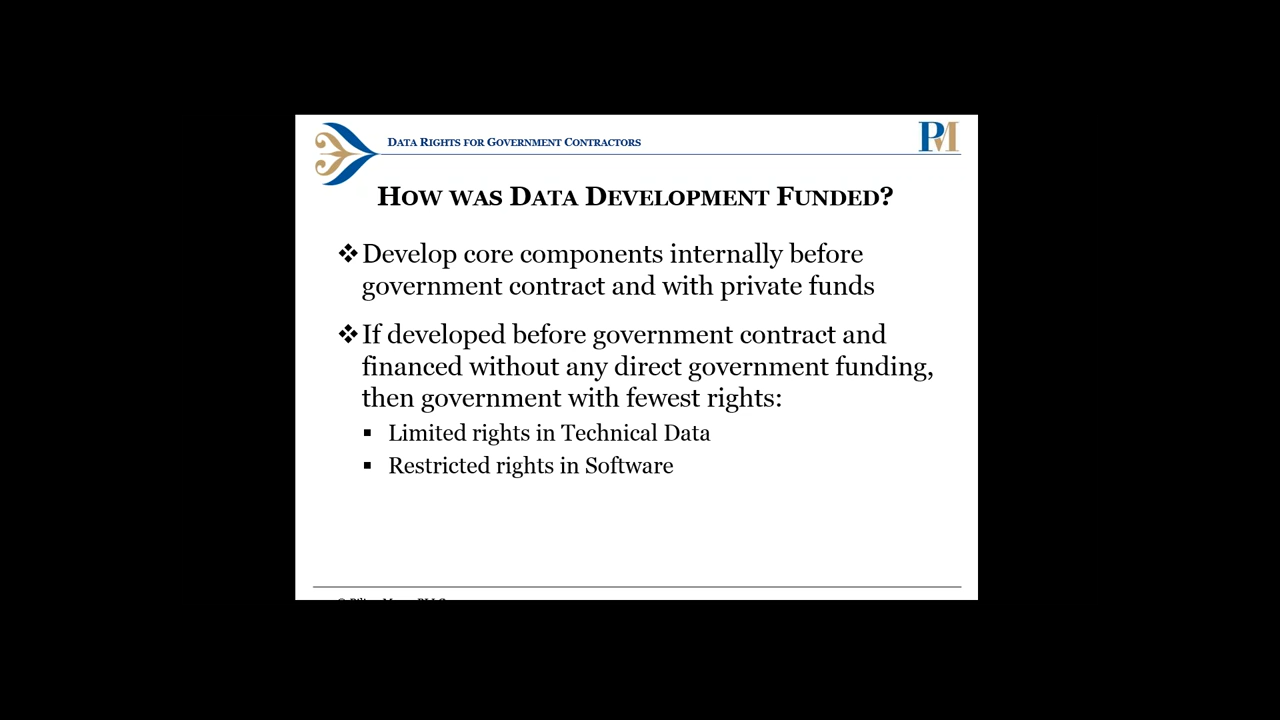 DATA RIGHTS FOR GOVERNMENT CONTRACTORS
PM
HOW WAS DATA DEVELOPMENT FUNDED?
❖ Develop core components internally before
government contract and with private funds
❖ If developed before government contract and
financed without any direct government funding,
then government with fewest rights:
▪ Limited rights in Technical Data
▪ Restricted rights in Software